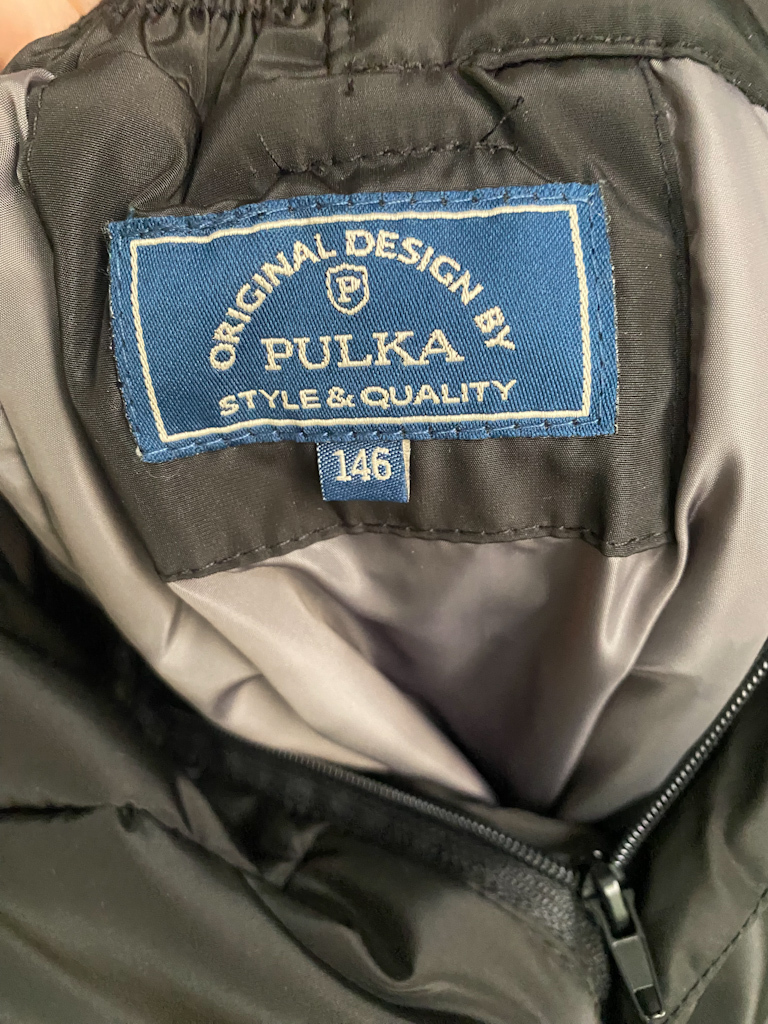 ORIGINAL DESIGN BY
P
PULKA
STYLE & QUALITY
146